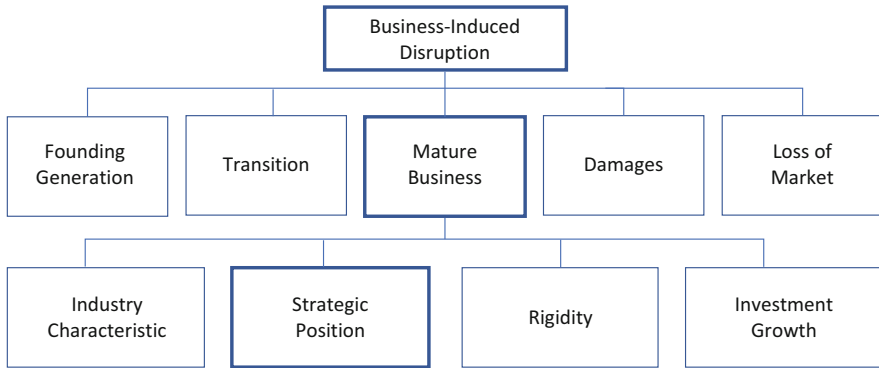 Business-Induced
Disruption
Founding
Generation
Transition
Mature
Business
Damages
Loss of
Market
Industry
Characteristic
Strategic
Position
Rigidity
Investment
Growth